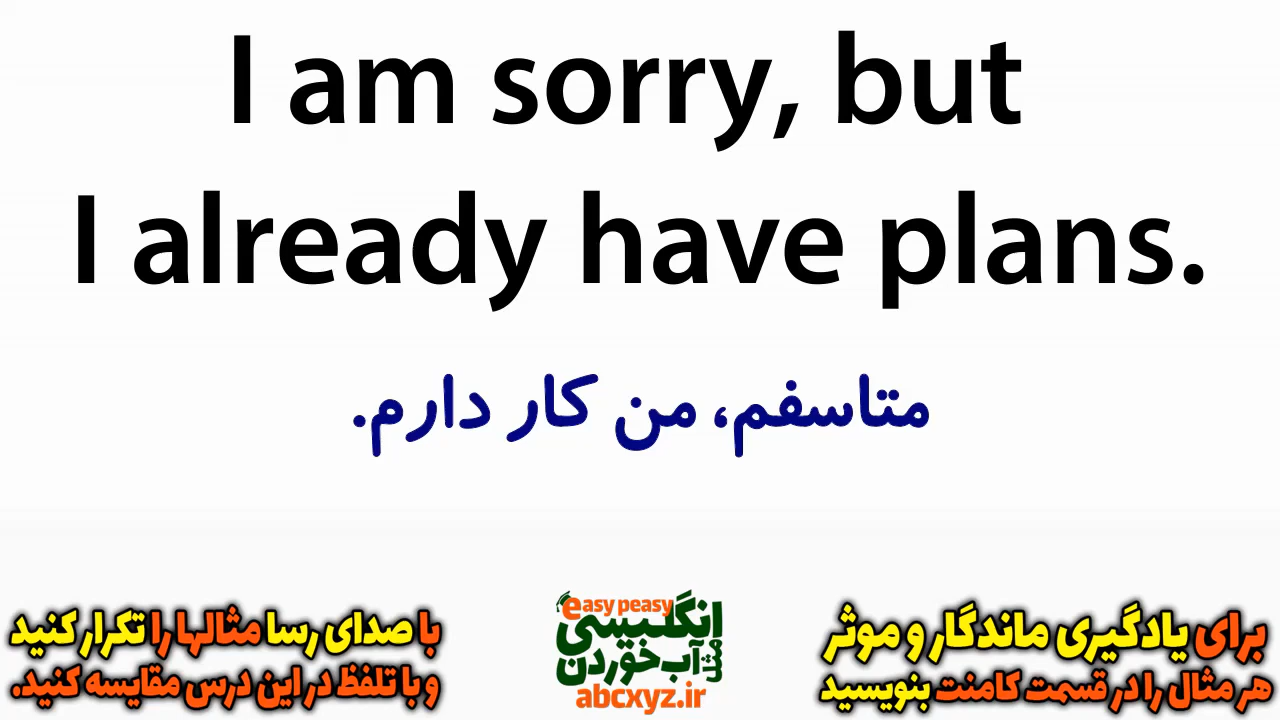 I am sorry, but
I already have plans.
متاسفم، من کار دارم.
برای یادگیری ماندگار و موثر
هر مثال را در قسمت کامنت بنویسید
easy peasy
انگلیسی
مثل آب خوردن
abcxyz.ir
با صدای رسا مثالها را تکرار کنید
و با تلفظ در این درس مقایسه کنید.